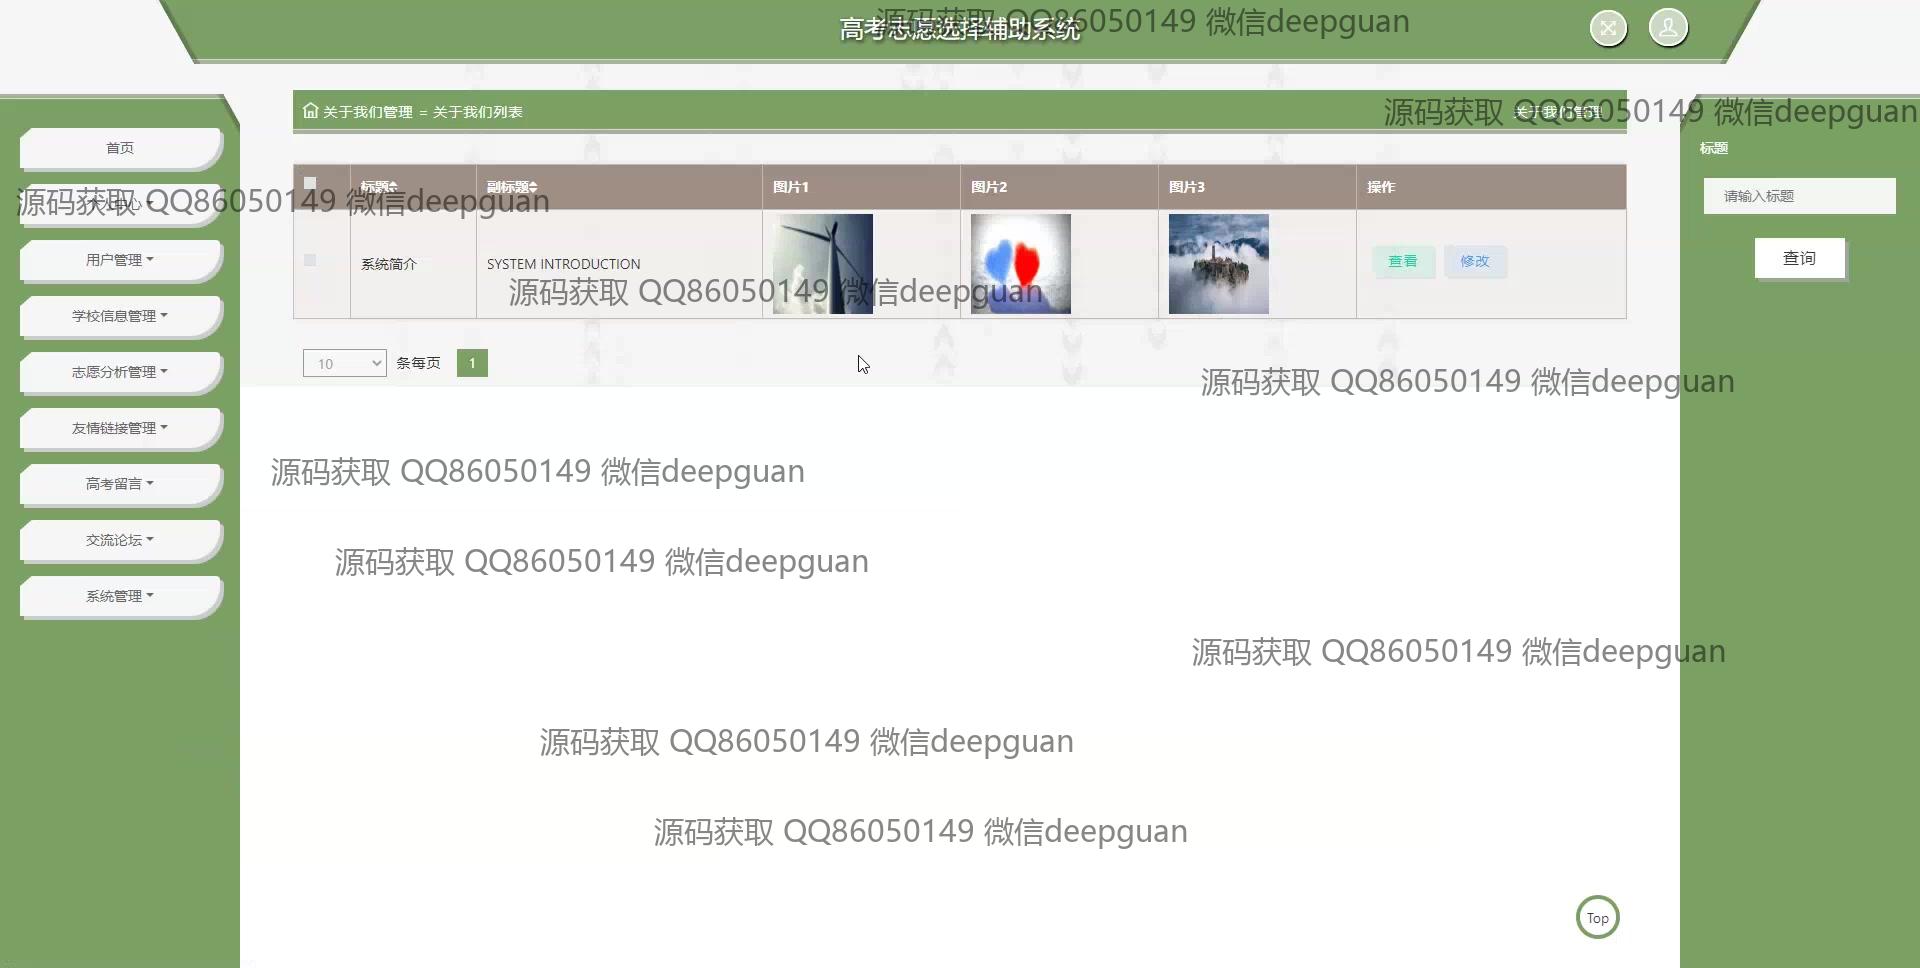 高考志愿选择辅助系统
源码获取 QQ86050149 微信deepguan
关于我们管理 = 关于我们列表
关于我们管理
源码获取 QQ86050149 微信deepguan
首页
个人中心
用户管理
学校信息管理
志愿分析管理
友情链接管理
高考留言
交流论坛
系统管理
源码获取 QQ86050149 微信deepguan
标题 副标题 图片1 图片2 图片3 操作
系统简介 SYSTEM INTRODUCTION 查看 修改
源码获取 QQ86050149 微信deepguan
10 条每页 1
标题
请输入标题
查询
源码获取 QQ86050149 微信deepguan
源码获取 QQ86050149 微信deepguan
源码获取 QQ86050149 微信deepguan
源码获取 QQ86050149 微信deepguan
源码获取 QQ86050149 微信deepguan
源码获取 QQ86050149 微信deepguan
Top